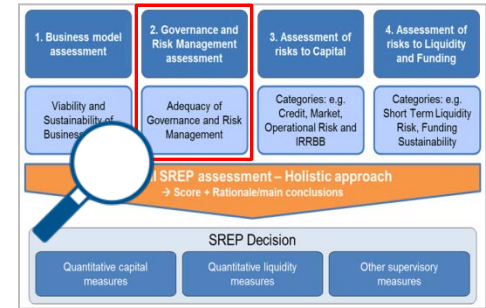 1. Business model
assessment
2. Governance and
Risk Management
assessment
3. Assessment of
risks to Capital
4. Assessment of
risks to Liquidity
and Funding
Viability and
Sustainability of
Business
Adequacy of
Governance and Risk
Management
Categories: e.g.
Credit, Market,
Operational Risk and
IRRBB
Categories: e.g.
Short Term Liquidity
Risk, Funding
Sustainability
SREP assessment – Holistic approach
→ Score + Rationale/main conclusions
SREP Decision
Quantitative capital
measures
Quantitative liquidity
measures
Other supervisory
measures